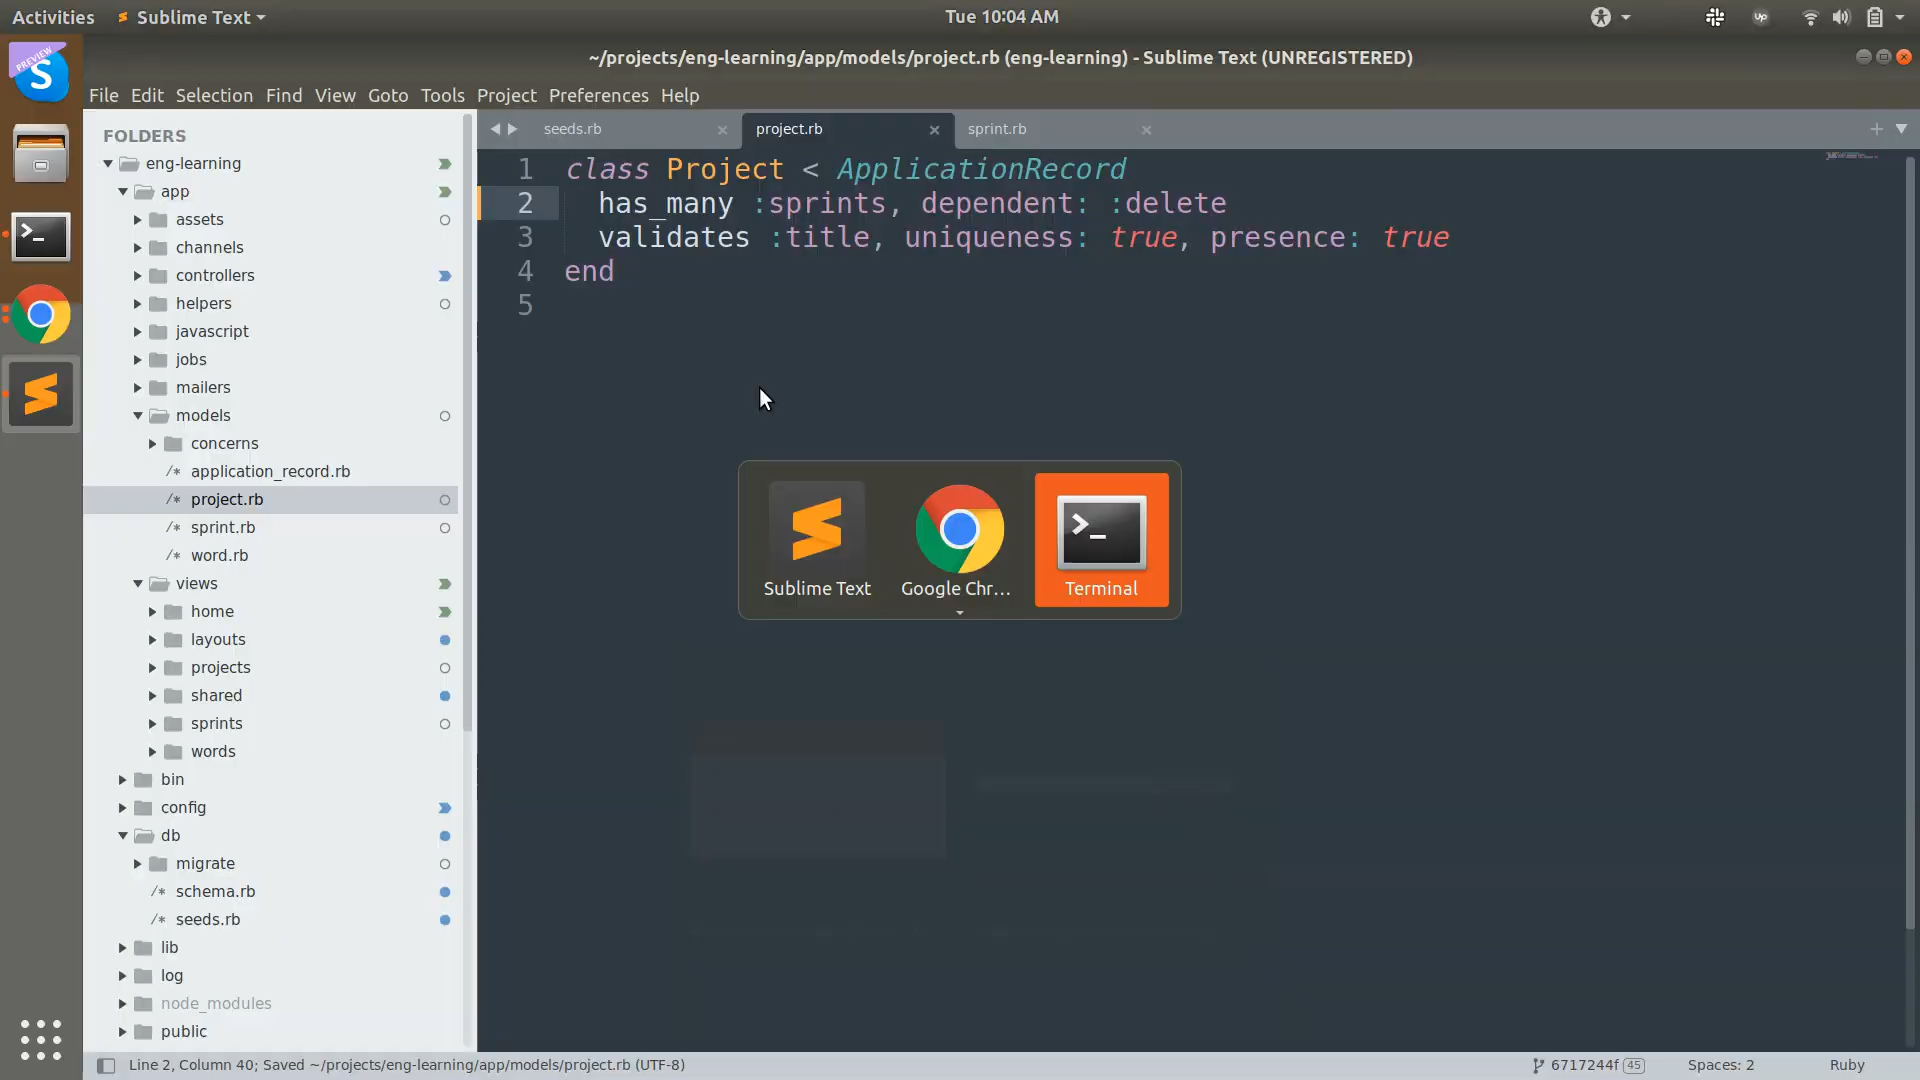 Activities
Sublime Text
Tue 10:04 AM
up
PREVIEW
S
~/projects/eng-learning/app/models/project.rb (eng-learning) - Sublime Text (UNREGISTERED)
File Edit Selection Find View Goto Tools Project Preferences Help
FOLDERS
eng-learning
app
assets
channels
controllers
helpers
javascript
jobs
mailers
models
concerns
/* application_record.rb
/* project.rb
/* sprint.rb
/* word.rb
views
home
layouts
projects
shared
sprints
words
bin
config
db
migrate
/* schema.rb
/* seeds.rb
lib
log
node_modules
public
seeds.rb
project.rb
sprint.rb
1 class Project < ApplicationRecord
2 has_many :sprints, dependent: :delete
3 validates :title, uniqueness: true, presence: true
4 end
5
Sublime Text
Google Chr...
Terminal
Line 2, Column 40; Saved ~/projects/eng-learning/app/models/project.rb (UTF-8)
6717244f 45
Spaces: 2
Ruby